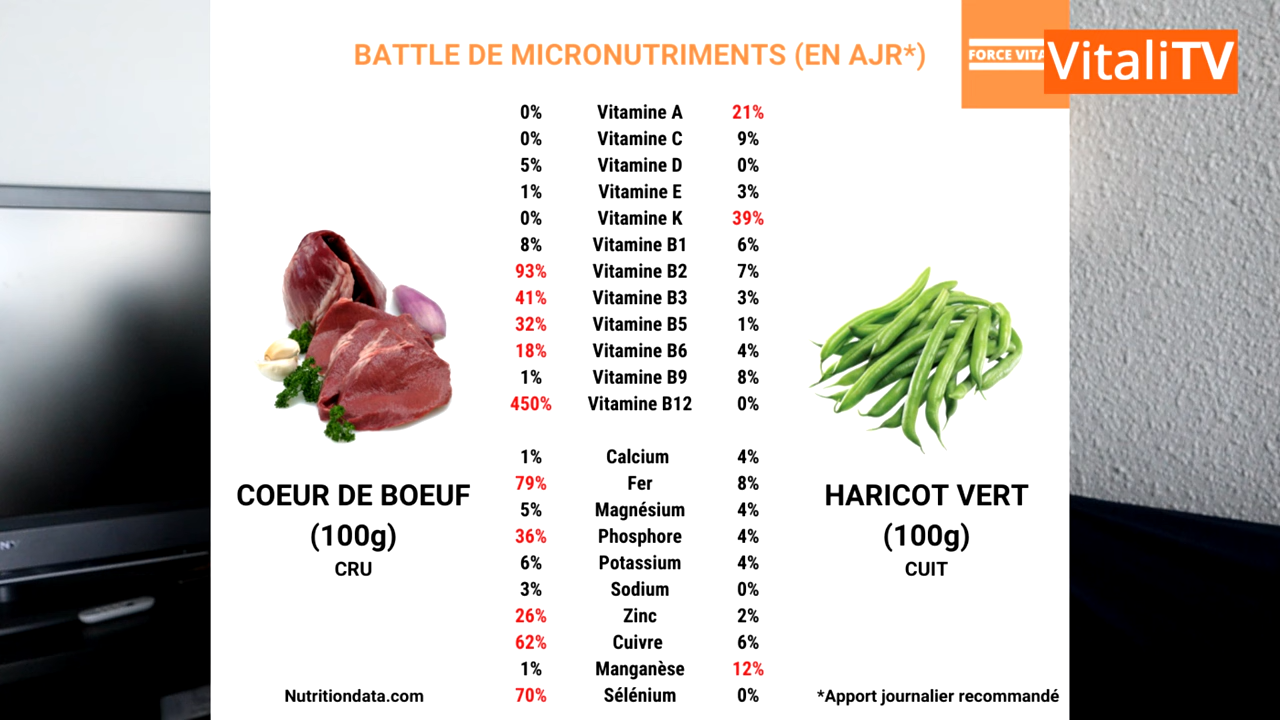 BATTLE DE MICRONUTRIMENTS (EN AJR*)
FORCE VITA
VitaliTV
0% Vitamine A 21%
0% Vitamine C 9%
5% Vitamine D 0%
1% Vitamine E 3%
0% Vitamine K 39%
8% Vitamine B1 6%
93% Vitamine B2 7%
41% Vitamine B3 3%
32% Vitamine B5 1%
18% Vitamine B6 4%
1% Vitamine B9 8%
450% Vitamine B12 0%
1% Calcium 4%
79% Fer 8%
5% Magnésium 4%
36% Phosphore 4%
6% Potassium 4%
3% Sodium 0%
26% Zinc 2%
62% Cuivre 6%
1% Manganèse 12%
70% Sélénium 0%
COEUR DE BOEUF
(100g)
CRU
HARICOT VERT
(100g)
CUIT
Nutritiondata.com
*Apport journalier recommandé